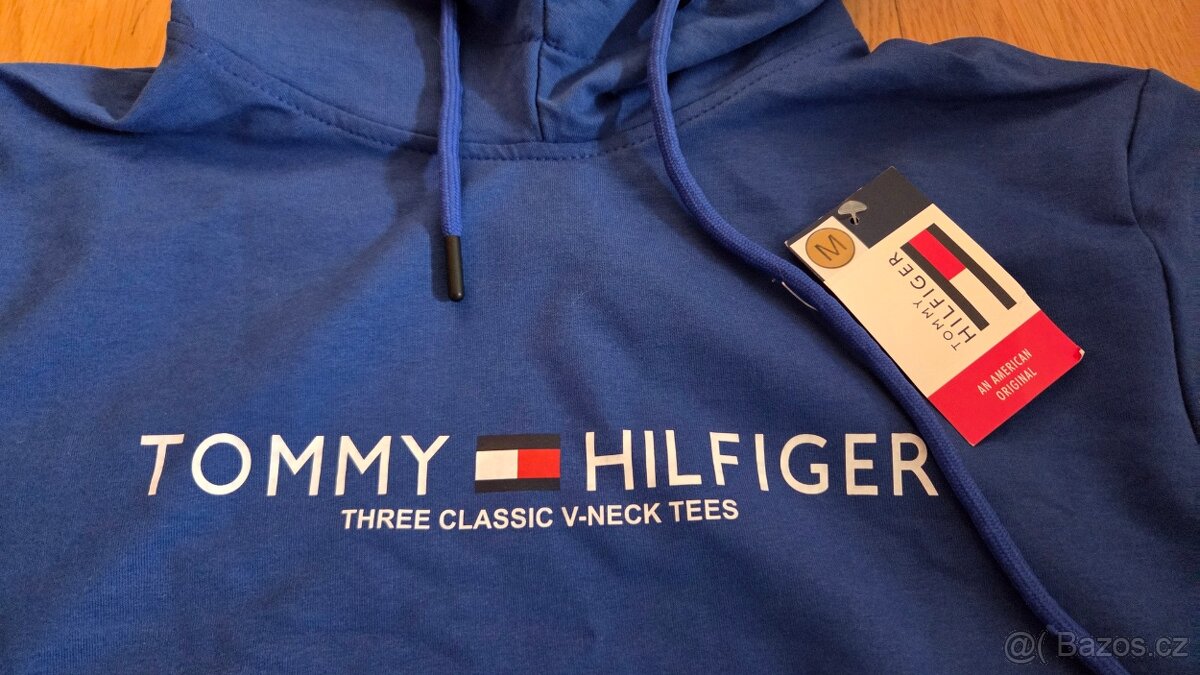 M
TOMMY
HILFIGER
AN AMERICAN
ORIGINAL
TOMMY HILFIGER
THREE CLASSIC V-NECK TEES
@( Bazos.cz